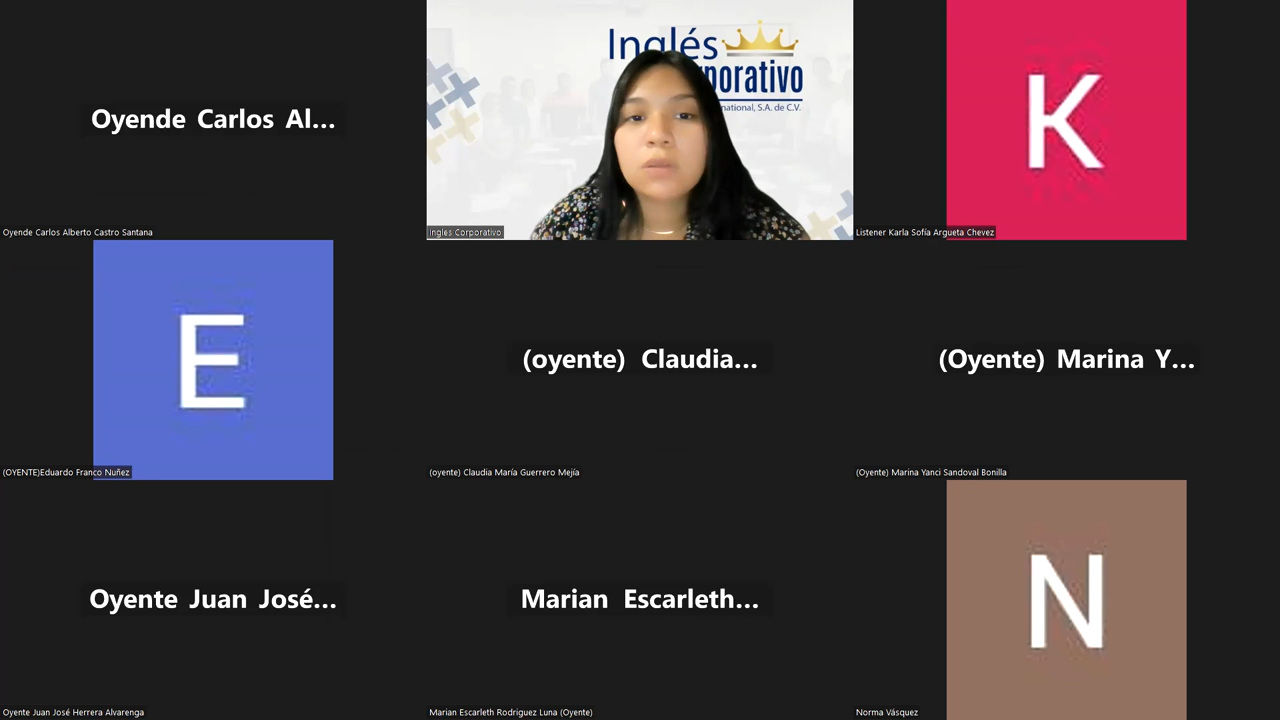 Oyende Carlos Al...
Oyende Carlos Alberto Castro Santana
Inglés
porativo
national, S.A. de C.V.
Ingles Corporativo
K
Listener Karla Sofía Argueta Chevez
E
(OYENTE)Eduardo Franco Nuñez
(oyente) Claudia...
(oyente) Claudia María Guerrero Mejía
(Oyente) Marina Y...
(Oyente) Marina Yanci Sandoval Bonilla
Oyente Juan José...
Oyente Juan José Herrera Alvarenga
Marian Escarleth...
Marian Escarleth Rodriguez Luna (Oyente)
N
Norma Vásquez